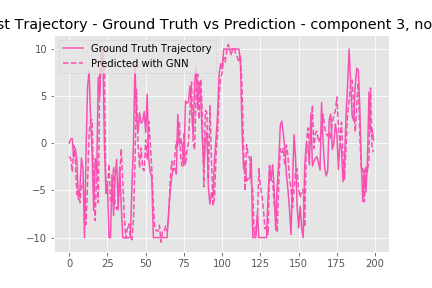 st Trajectory - Ground Truth vs Prediction - component 3, no
Ground Truth Trajectory
Predicted with GNN
10
5
0
−5
−10
0 25 50 75 100 125 150 175 200